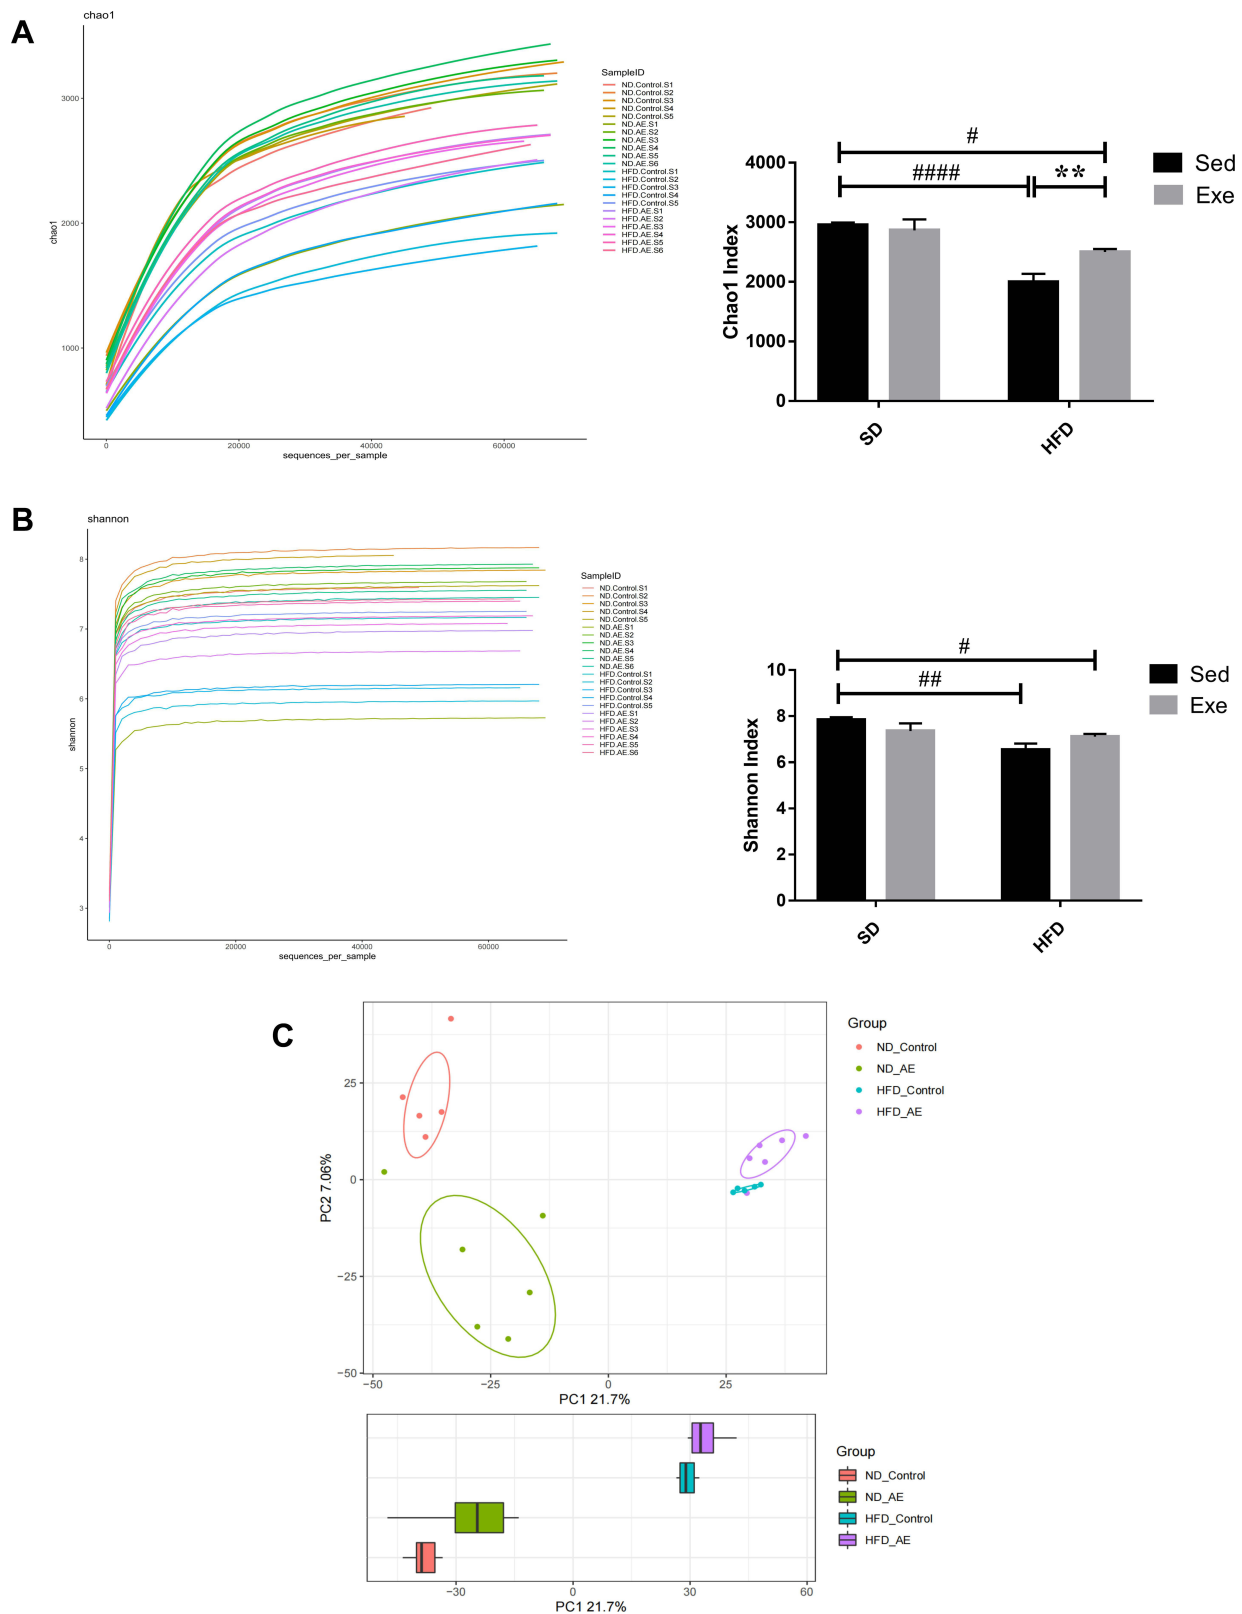 A
chao1
3000
2000
1000
chao1
0
20000
40000
60000
sequences_per_sample
SampleID
ND.Control.S1
ND.Control.S2
ND.Control.S3
ND.Control.S4
ND.Control.S5
ND.AE.S1
ND.AE.S2
ND.AE.S3
ND.AE.S4
ND.AE.S5
ND.AE.S6
HFD.Control.S1
HFD.Control.S2
HFD.Control.S3
HFD.Control.S4
HFD.Control.S5
HFD.AE.S1
HFD.AE.S2
HFD.AE.S3
HFD.AE.S4
HFD.AE.S5
HFD.AE.S6
#
####
**
4000
3000
2000
1000
0
Chao1 Index
SD
HFD
Sed
Exe
B
shannon
8
7
6
5
4
3
shannon
0
20000
40000
60000
sequences_per_sample
SampleID
ND.Control.S1
ND.Control.S2
ND.Control.S3
ND.Control.S4
ND.Control.S5
ND.AE.S1
ND.AE.S2
ND.AE.S3
ND.AE.S4
ND.AE.S5
ND.AE.S6
HFD.Control.S1
HFD.Control.S2
HFD.Control.S3
HFD.Control.S4
HFD.Control.S5
HFD.AE.S1
HFD.AE.S2
HFD.AE.S3
HFD.AE.S4
HFD.AE.S5
HFD.AE.S6
#
##
10
8
6
4
2
0
Shannon Index
SD
HFD
Sed
Exe
C
25
0
−25
−50
PC2 7.06%
−50
−25
0
25
PC1 21.7%
Group
ND_Control
ND_AE
HFD_Control
HFD_AE
−30
0
30
60
PC1 21.7%
Group
ND_Control
ND_AE
HFD_Control
HFD_AE